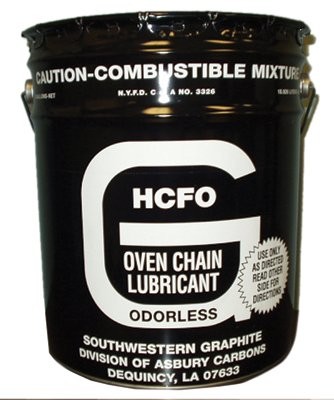 CAUTION-COMBUSTIBLE MIXTURE
N.Y.F.D. C of A NO. 3326
HCFO
OVEN CHAIN
LUBRICANT
ODORLESS
USE ONLY
AS DIRECTED
READ OTHER
SIDE FOR
DIRECTIONS
SOUTHWESTERN GRAPHITE
DIVISION OF ASBURY CARBONS
DEQUINCY, LA 07633